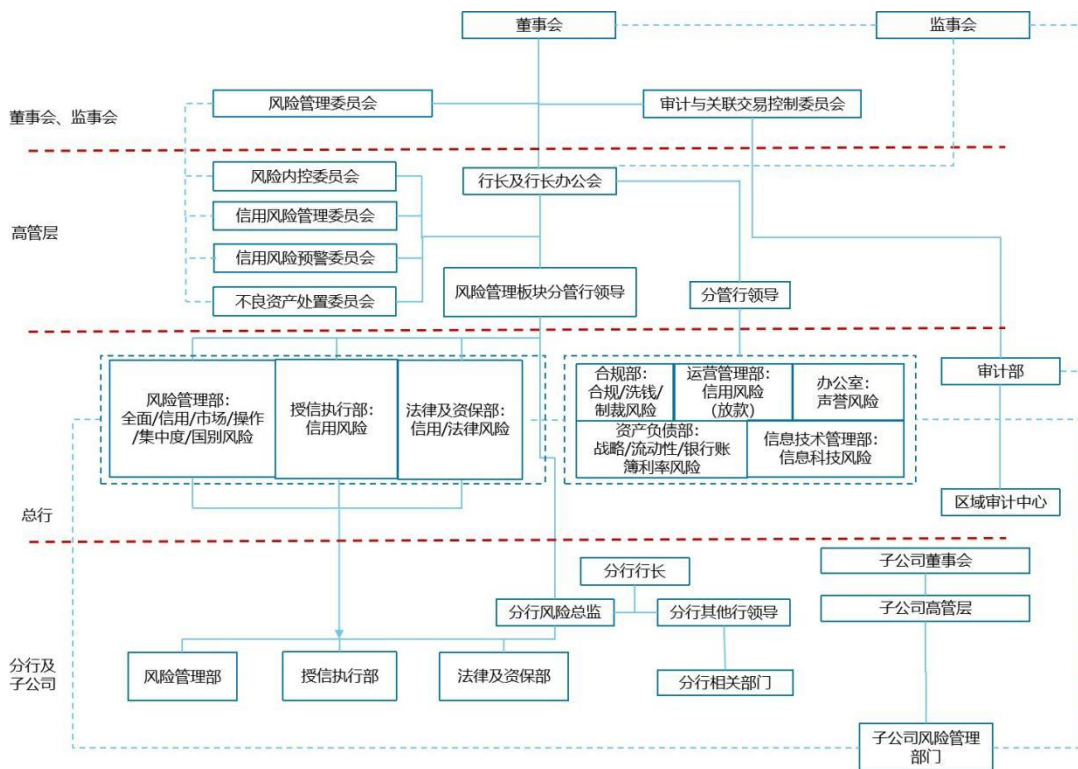 董事会
监事会
风险管理委员会
审计与关联交易控制委员会
董事会、监事会
风险内控委员会
行长及行长办公会
信用风险管理委员会
高管层
信用风险预警委员会
风险管理板块分管行领导
分管行领导
不良资产处置委员会
风险管理部：
全面/信用/市场/操作
/集中度/国别风险
授信执行部：
信用风险
法律及资保部：
信用/法律风险
合规部：
合规/洗钱/
制裁风险
运营管理部：
信用风险
（放款）
办公室：
声誉风险
资产负债部：
战略/流动性/银行账
簿利率风险
信息技术管理部：
信息科技风险
审计部
区域审计中心
总行
子公司董事会
分行行长
分行风险总监
分行其他行领导
子公司高管层
分行及
子公司
风险管理部
授信执行部
法律及资保部
分行相关部门
子公司风险管理
部门